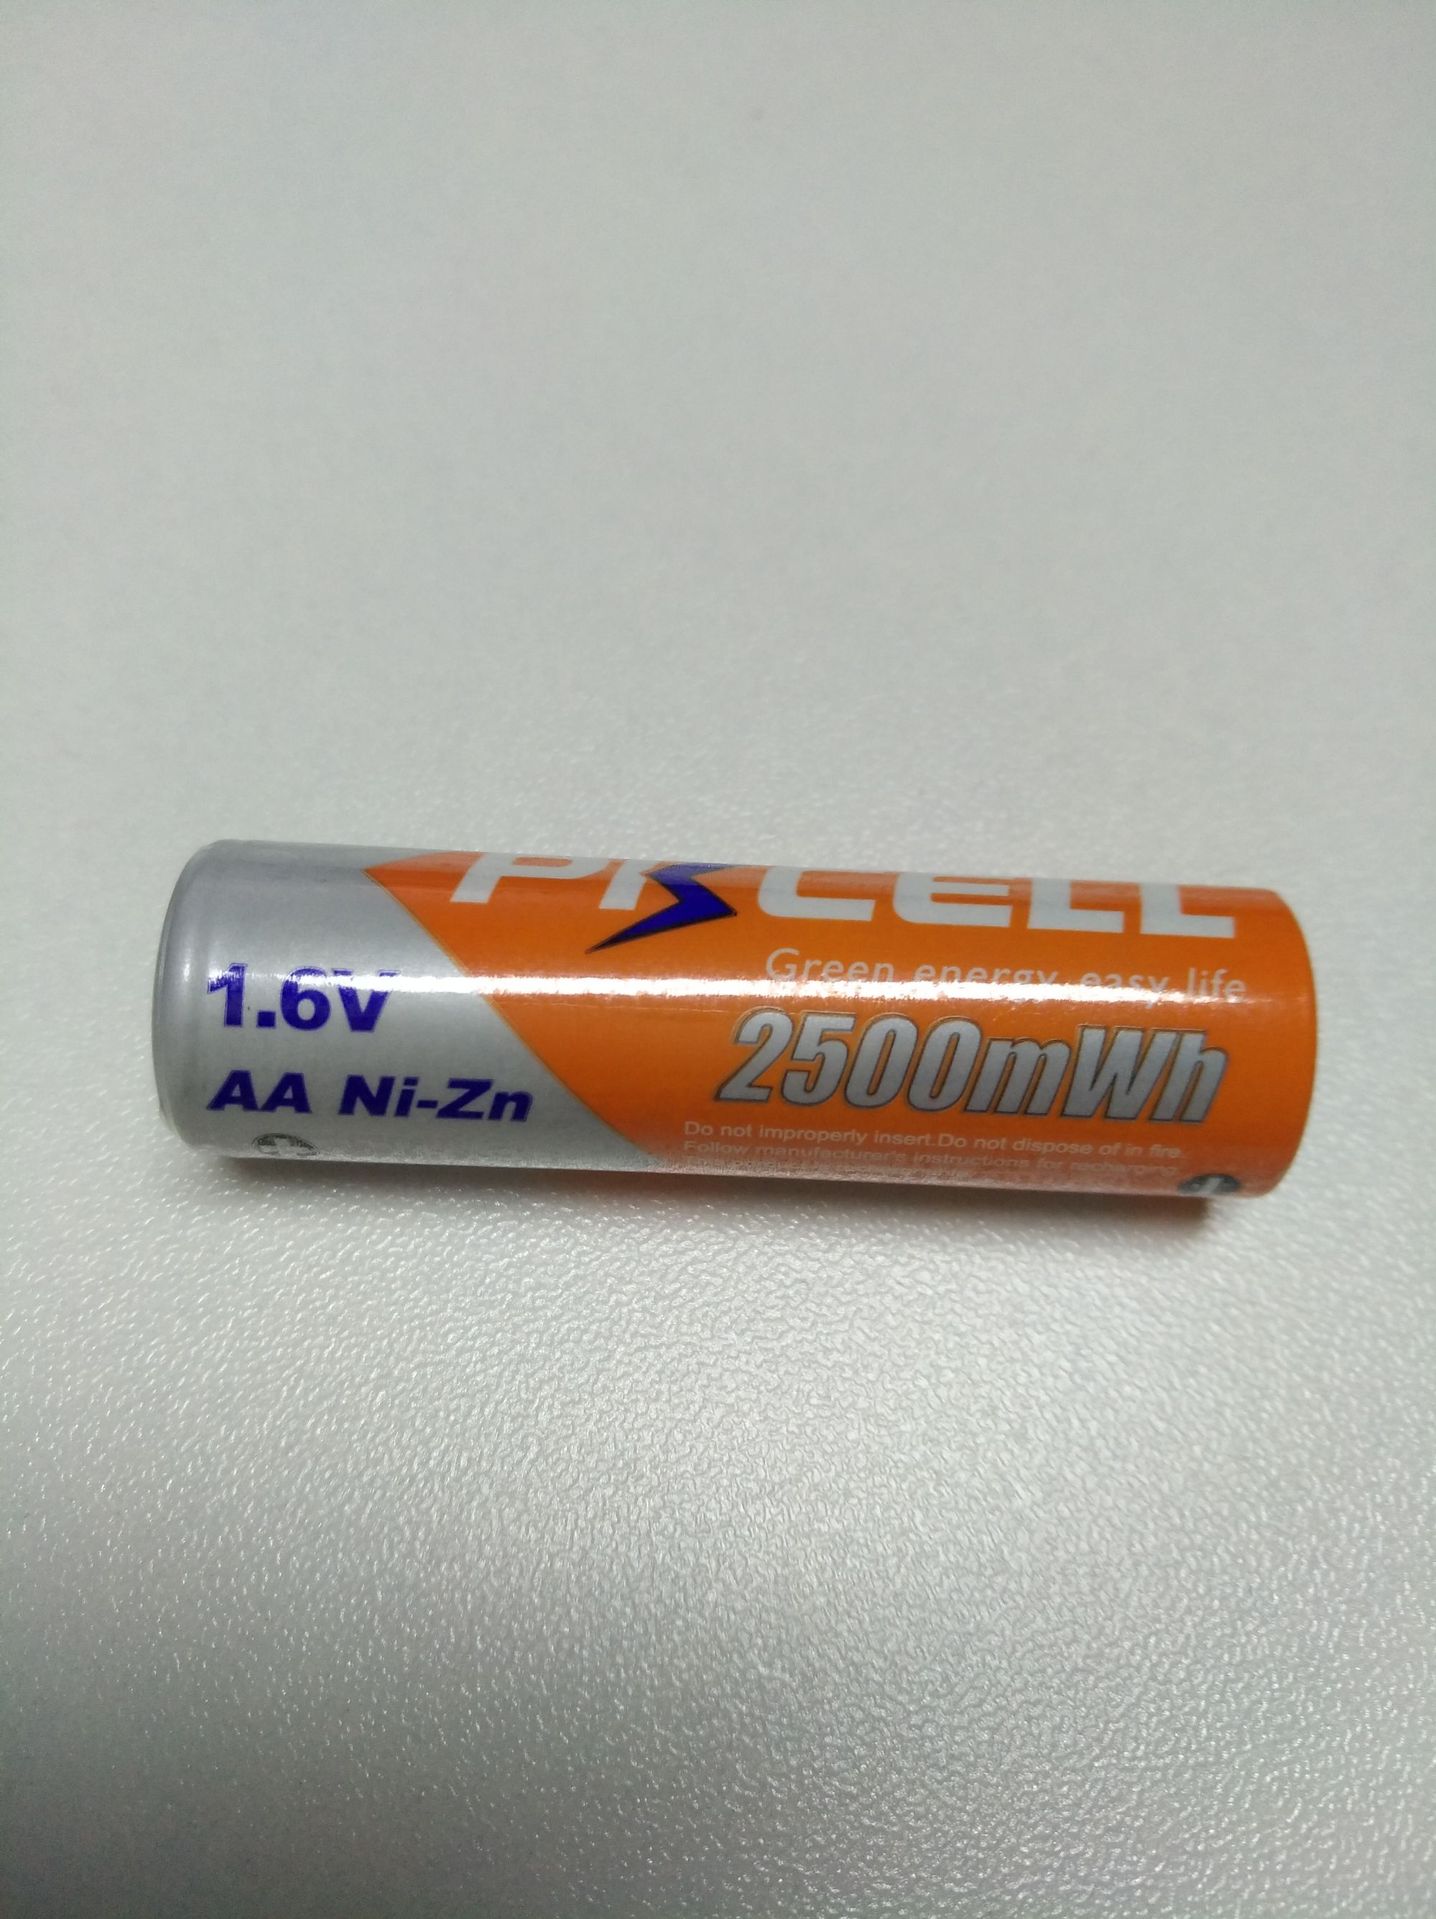 PKCELL
Green energy easy life
1.6V
2500mWh
AA Ni-Zn
Do not improperly insert.Do not dispose of in fire.
Follow manufacturer's instructions for recharging.